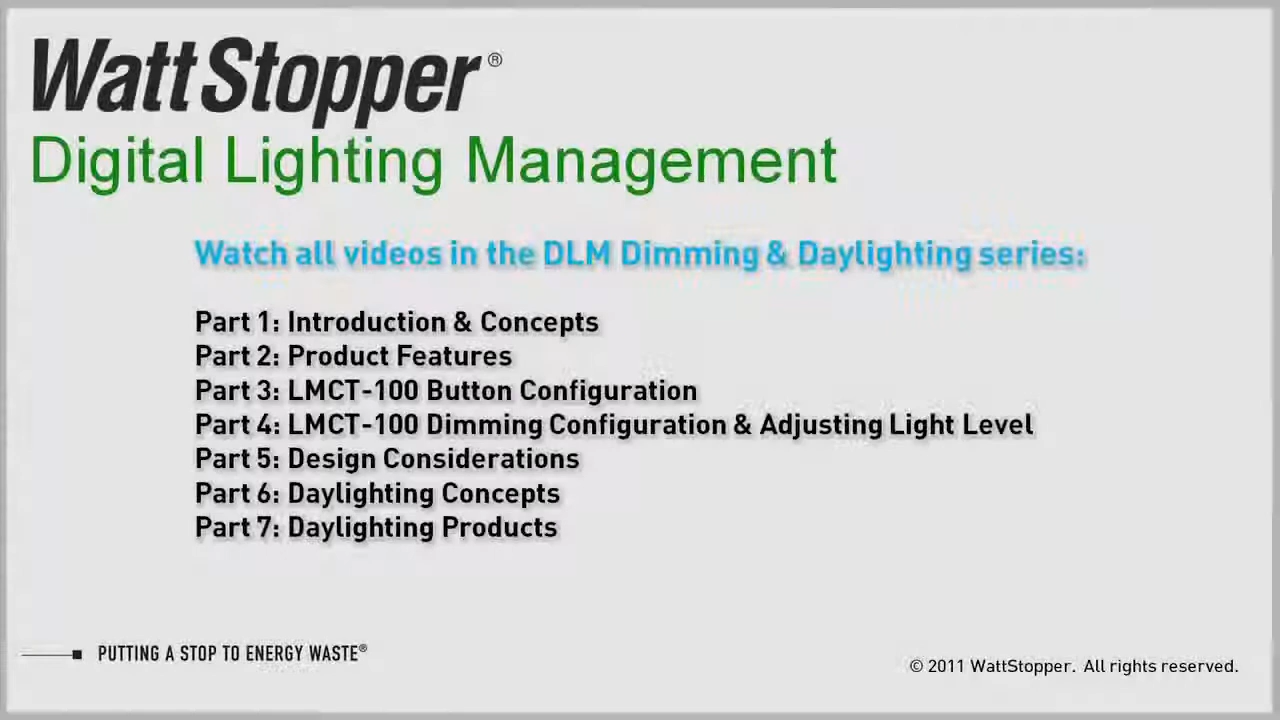 WattStopper®
Digital Lighting Management
Watch all videos in the DLM Dimming & Daylighting series:
Part 1: Introduction & Concepts
Part 2: Product Features
Part 3: LMCT-100 Button Configuration
Part 4: LMCT-100 Dimming Configuration & Adjusting Light Level
Part 5: Design Considerations
Part 6: Daylighting Concepts
Part 7: Daylighting Products
PUTTING A STOP TO ENERGY WASTE®
© 2011 WattStopper. All rights reserved.